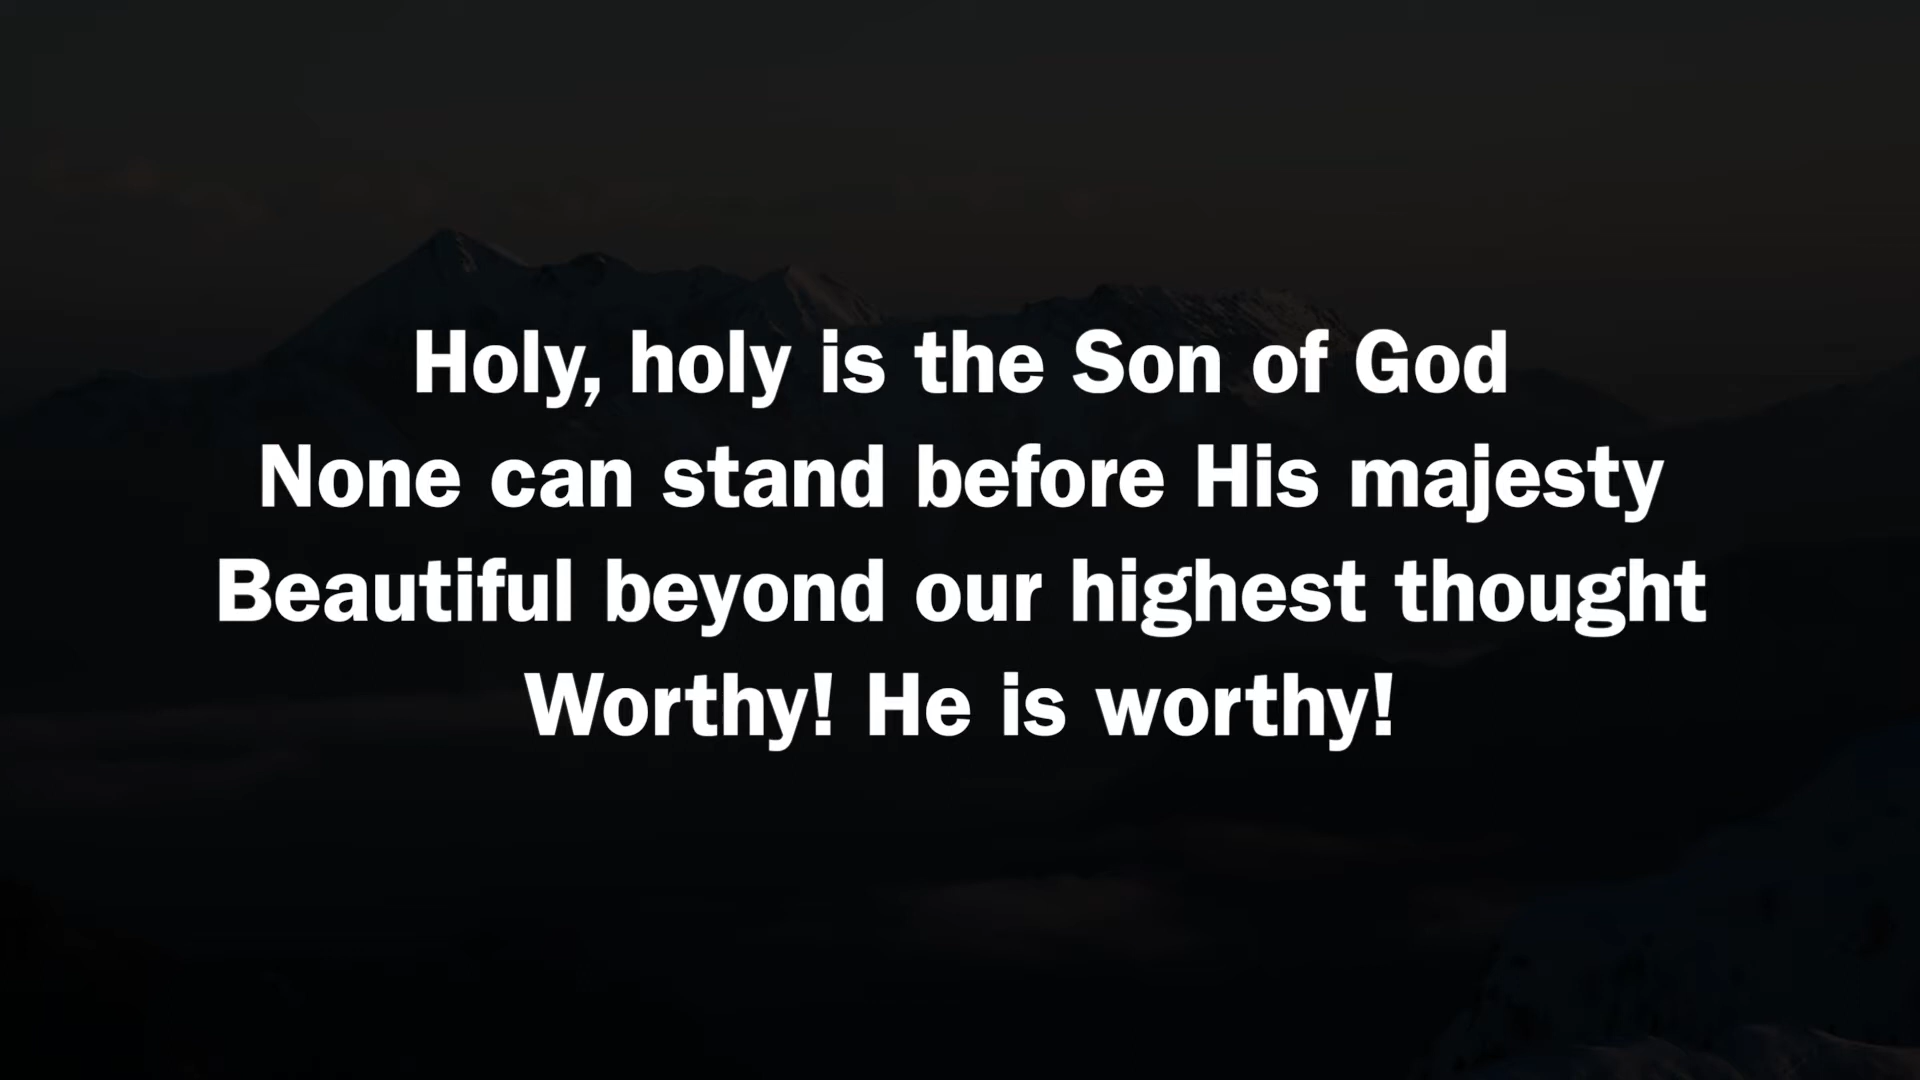 Holy, holy is the Son of God
None can stand before His majesty
Beautiful beyond our highest thought
Worthy! He is worthy!